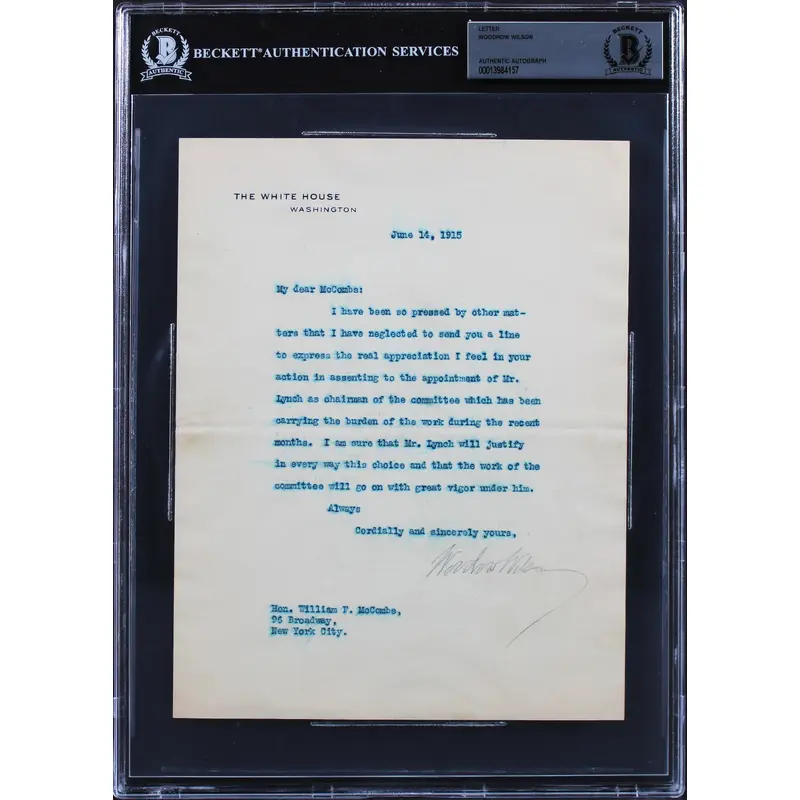 BECKETT
B
AUTHENTIC
BECKETT® AUTHENTICATION SERVICES
LETTER
WOODROW WILSON
AUTHENTIC AUTOGRAPH
00013984157
BECKETT
B
AUTHENTIC
THE WHITE HOUSE
WASHINGTON
June 14, 1915
My dear McCombs:
I have been so pressed by other mat-
ters that I have neglected to send you a line
to express the real appreciation I feel in your
action in assenting to the appointment of Mr.
Lynch as chairman of the committee which has been
carrying the burden of the work during the recent
months. I am sure that Mr. Lynch will justify
in every way this choice and that the work of the
committee will go on with great vigor under him.
Always
Cordially and sincerely yours,
Woodrow Wilson
Hon. William F. McCombs,
96 Broadway,
New York City.